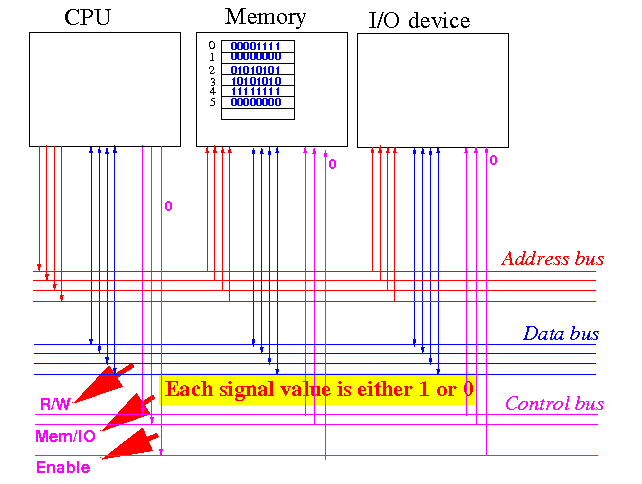 CPU
Memory
I/O device
0 00001111
1 00000000
2 01010101
3 10101010
4 11111111
5 00000000
0
0
0
Address bus
Data bus
Each signal value is either 1 or 0
R/W
Control bus
Mem/IO
Enable